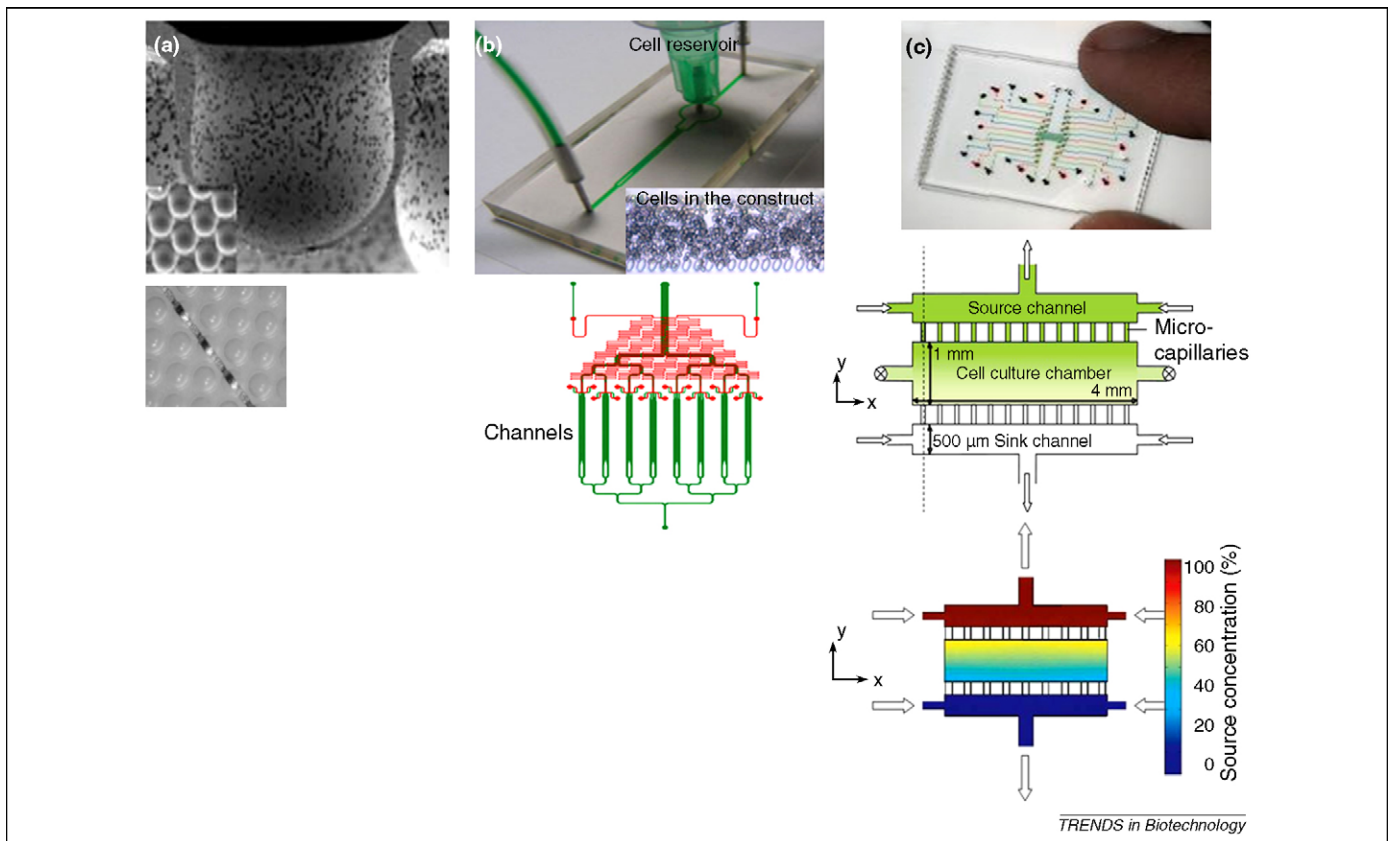 (a)
(b)
Cell reservoir
Cells in the construct
Channels
(c)
Source channel
Micro-
capillaries
1 mm
Cell culture chamber
4 mm
y
x
500 µm Sink channel
y
x
100
80
60
40
20
0
Source concentration (%)
TRENDS in Biotechnology